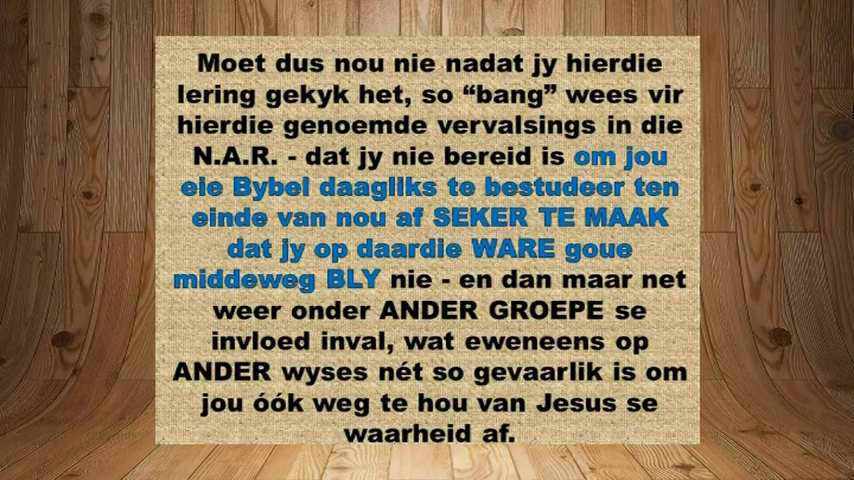 Moet dus nou nie nadat jy hierdie
lering gekyk het, so “bang” wees vir
hierdie genoemde vervalsings in die
N.A.R. - dat jy nie bereid is om jou
eie Bybel daagliks te bestudeer ten
einde van nou af SEKER TE MAAK
dat jy op daardie WARE goue
middeweg BLY nie - en dan maar net
weer onder ANDER GROEPE se
invloed inval, wat eweneens op
ANDER wyses nét so gevaarlik is om
jou óók weg te hou van Jesus se
waarheid af.